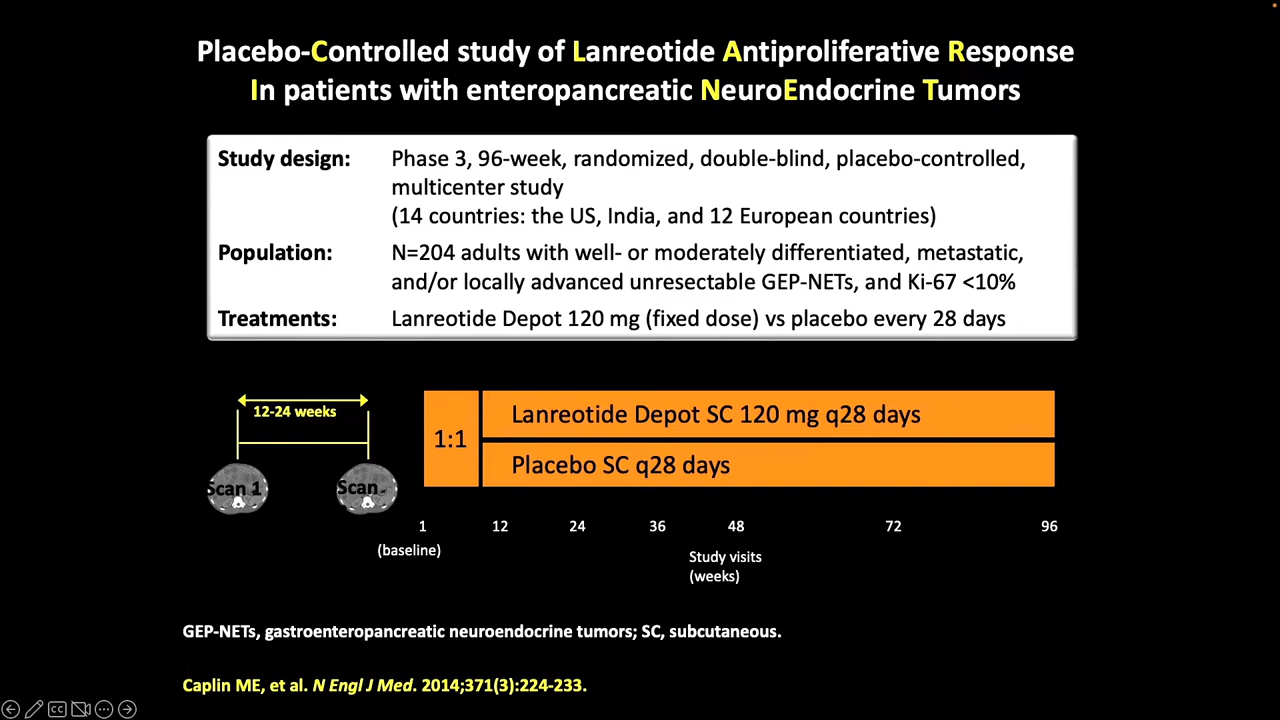 Placebo-Controlled study of Lanreotide Antiproliferative Response
In patients with enteropancreatic NeuroEndocrine Tumors
Study design:
Phase 3, 96-week, randomized, double-blind, placebo-controlled,
multicenter study
(14 countries: the US, India, and 12 European countries)
Population:
N=204 adults with well- or moderately differentiated, metastatic,
and/or locally advanced unresectable GEP-NETs, and Ki-67 <10%
Treatments:
Lanreotide Depot 120 mg (fixed dose) vs placebo every 28 days
12-24 weeks
Scan 1
Scan
1:1
Lanreotide Depot SC 120 mg q28 days
Placebo SC q28 days
1 12 24 36 48 72 96
(baseline)
Study visits
(weeks)
GEP-NETs, gastroenteropancreatic neuroendocrine tumors; SC, subcutaneous.
Caplin ME, et al. N Engl J Med. 2014;371(3):224-233.
CC